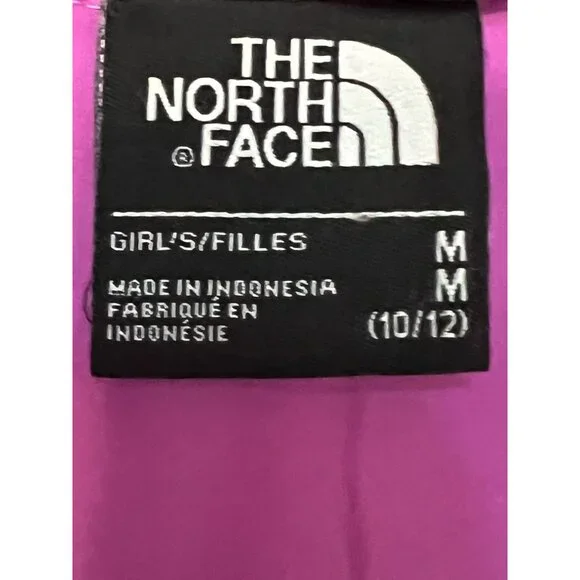 THE
NORTH
® FACE
GIRL'S/FILLES M
MADE IN INDONESIA M
FABRIQUÉ EN
INDONÉSIE (10/12)